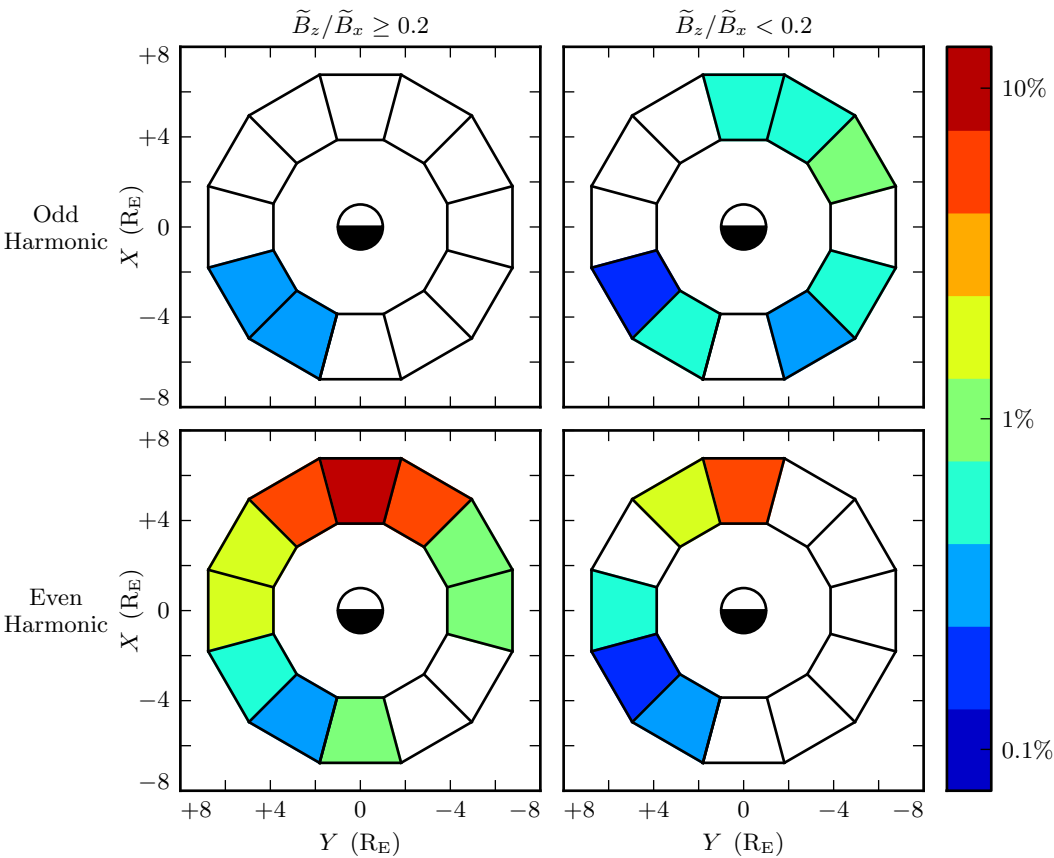 B̃z/B̃x ≥ 0.2
B̃z/B̃x < 0.2
+8
+4
0
−4
−8
X (RE)
Odd
Harmonic
10%
1%
0.1%
+8
+4
0
−4
−8
X (RE)
Even
Harmonic
+8 +4 0 −4 −8
Y (RE)
+8 +4 0 −4 −8
Y (RE)